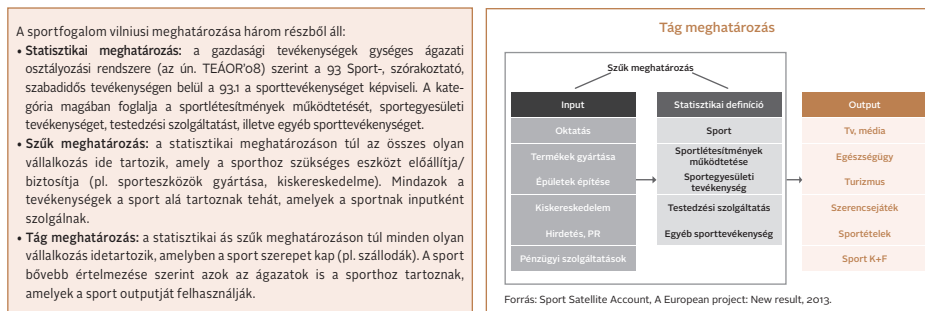 A sportfogalom vilniusi meghatározása három részből áll:
• Statisztikai meghatározás: a gazdasági tevékenységek gységes ágazati
osztályozási rendszere (az ún. TEÁOR'08) szerint a 93 Sport-, szórakoztató,
szabadidős tevékenységen belül a 93.1 a sporttevékenységet képviseli. A kate-
gória magában foglalja a sportlétesítmények működtetését, sportegyesületi
tevékenységet, testedzési szolgáltatást, illetve egyéb sporttevékenységet.
• Szűk meghatározás: a statisztikai meghatározáson túl az összes olyan
vállalkozás ide tartozik, amely a sporthoz szükséges eszközt előállítja/
biztosítja (pl. sporteszközök gyártása, kiskereskedelme). Mindazok a
tevékenységek a sport alá tartoznak tehát, amelyek a sportnak inputként
szolgálnak.
• Tág meghatározás: a statisztikai ás szűk meghatározáson túl minden olyan
vállalkozás idetartozik, amelyben a sport szerepet kap (pl. szállodák). A sport
bővebb értelmezése szerint azok az ágazatok is a sporthoz tartoznak,
amelyek a sport outputját felhasználják.
Tág meghatározás
Szűk meghatározás
Input
Oktatás
Termékek gyártása
Épületek építése
Kiskereskedelem
Hirdetés, PR
Pénzügyi szolgáltatások
Statisztikai definíció
Sport
Sportlétesítmények
működtetése
Sportegyesületi
tevékenység
Testedzési szolgáltatás
Egyéb sporttevékenység
Output
Tv, média
Egészségügy
Turizmus
Szerencsejáték
Sportételek
Sport K+F
Forrás: Sport Satellite Account, A European project: New result, 2013.